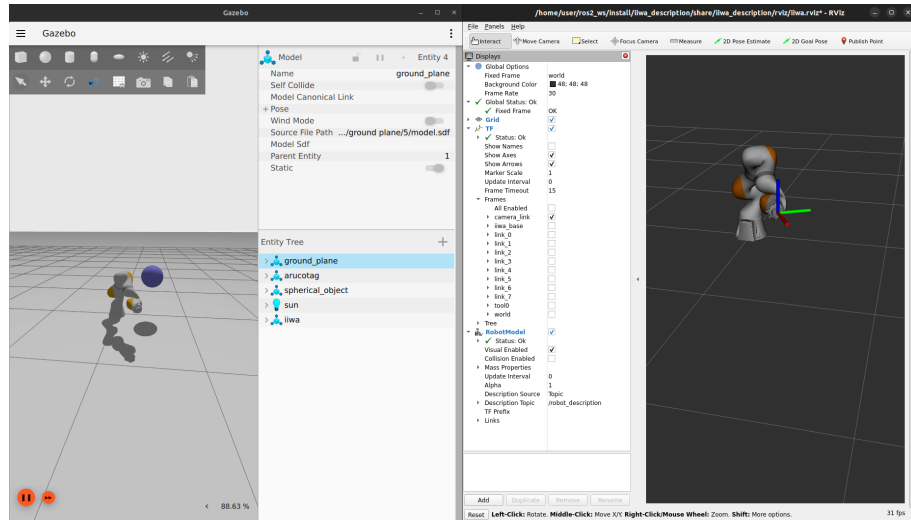 Gazebo
Gazebo
Model
Entity 4
Name ground_plane
Self Collide
Model Canonical Link
+ Pose
Wind Mode
Source File Path .../ground plane/5/model.sdf
Model Sdf
Parent Entity 1
Static
Entity Tree
ground_plane
arucotag
spherical_object
sun
iiwa
88.63 %
/home/user/ros2_ws/install/iiwa_description/share/iiwa_description/rviz/iiwa.rviz* - RViz
File Panels Help
Interact Move Camera Select Focus Camera Measure 2D Pose Estimate 2D Goal Pose Publish Point
Displays
Global Options
Fixed Frame world
Background Color 48; 48; 48
Frame Rate 30
Global Status: Ok
Fixed Frame OK
Grid
TF
Status: Ok
Show Names
Show Axes
Show Arrows
Marker Scale 1
Update Interval 0
Frame Timeout 15
Frames
All Enabled
camera_link
iiwa_base
link_0
link_1
link_2
link_3
link_4
link_5
link_6
link_7
tool0
world
Tree
RobotModel
Status: Ok
Visual Enabled
Collision Enabled
Mass Properties
Update Interval 0
Alpha 1
Description Source Topic
Description Topic /robot_description
TF Prefix
Links
Add Duplicate Remove Rename
Reset Left-Click: Rotate. Middle-Click: Move X/Y. Right-Click/Mouse Wheel: Zoom. Shift: More options. 31 fps